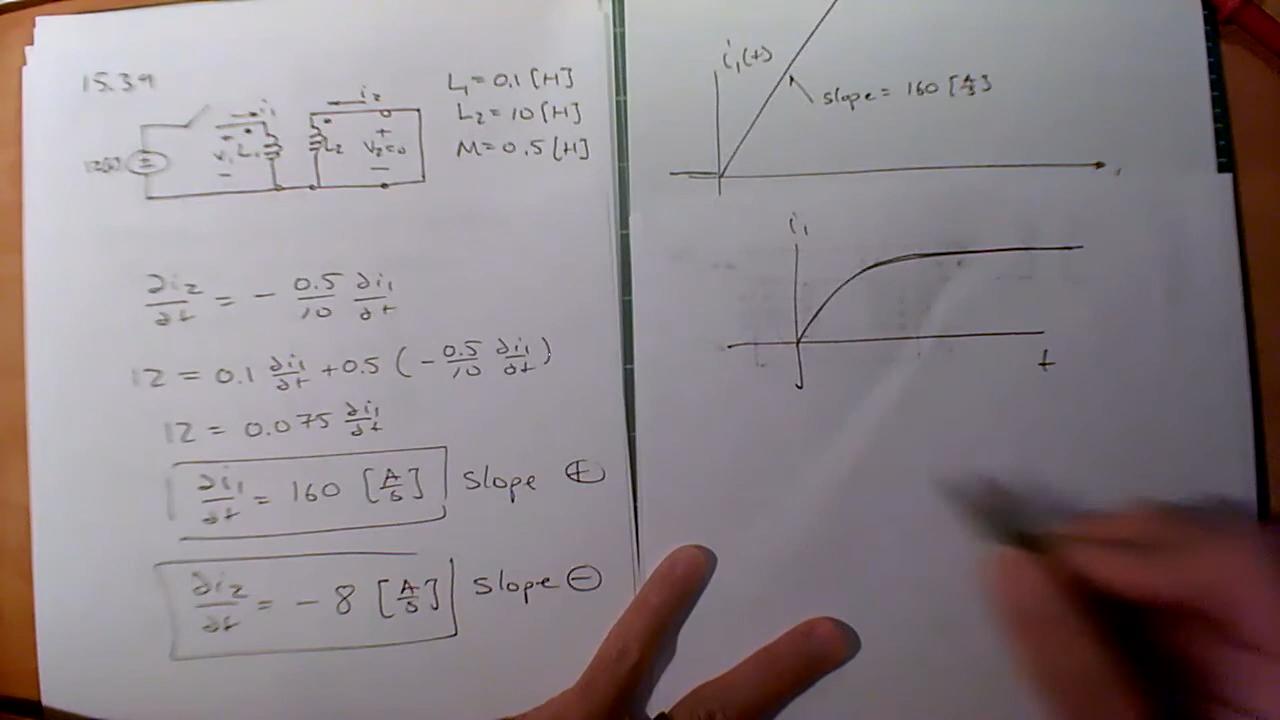 15.39
L₁ = 0.1 [H]
L₂ = 10 [H]
M = 0.5 [H]
i₁
i₂
+
+
v₁
L₁
L₂
v₂=0
-
-
∂i₂/∂t = - 0.5/10 ∂i₁/∂t
12 = 0.1 ∂i₁/∂t + 0.5 (- 0.5/10 ∂i₁/∂t)
12 = 0.075 ∂i₁/∂t
∂i₁/∂t = 160 [A/s] slope ⊕
∂i₂/∂t = - 8 [A/s] slope ⊖
i₁(t)
slope = 160 [A/s]
i₁
t